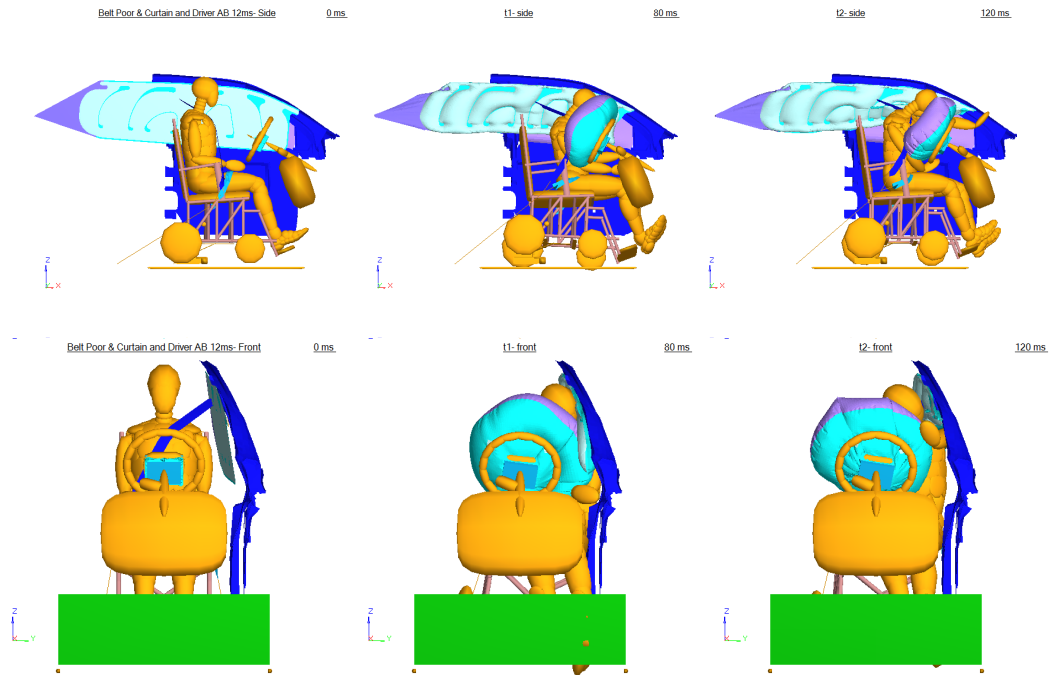 Belt Poor & Curtain and Driver AB 12ms- Side 0 ms
t1- side 80 ms
t2- side 120 ms
Z
X
Z
X
Z
X
Belt Poor & Curtain and Driver AB 12ms- Front 0 ms
t1- front 80 ms
t2- front 120 ms
Z
X Y
Z
X Y
Z
X Y